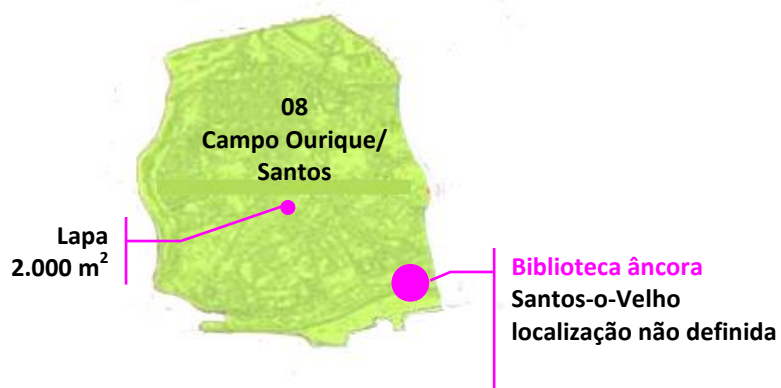 08
Campo Ourique/
Santos
Lapa
2.000 m²
Biblioteca âncora
Santos-o-Velho
localização não definida